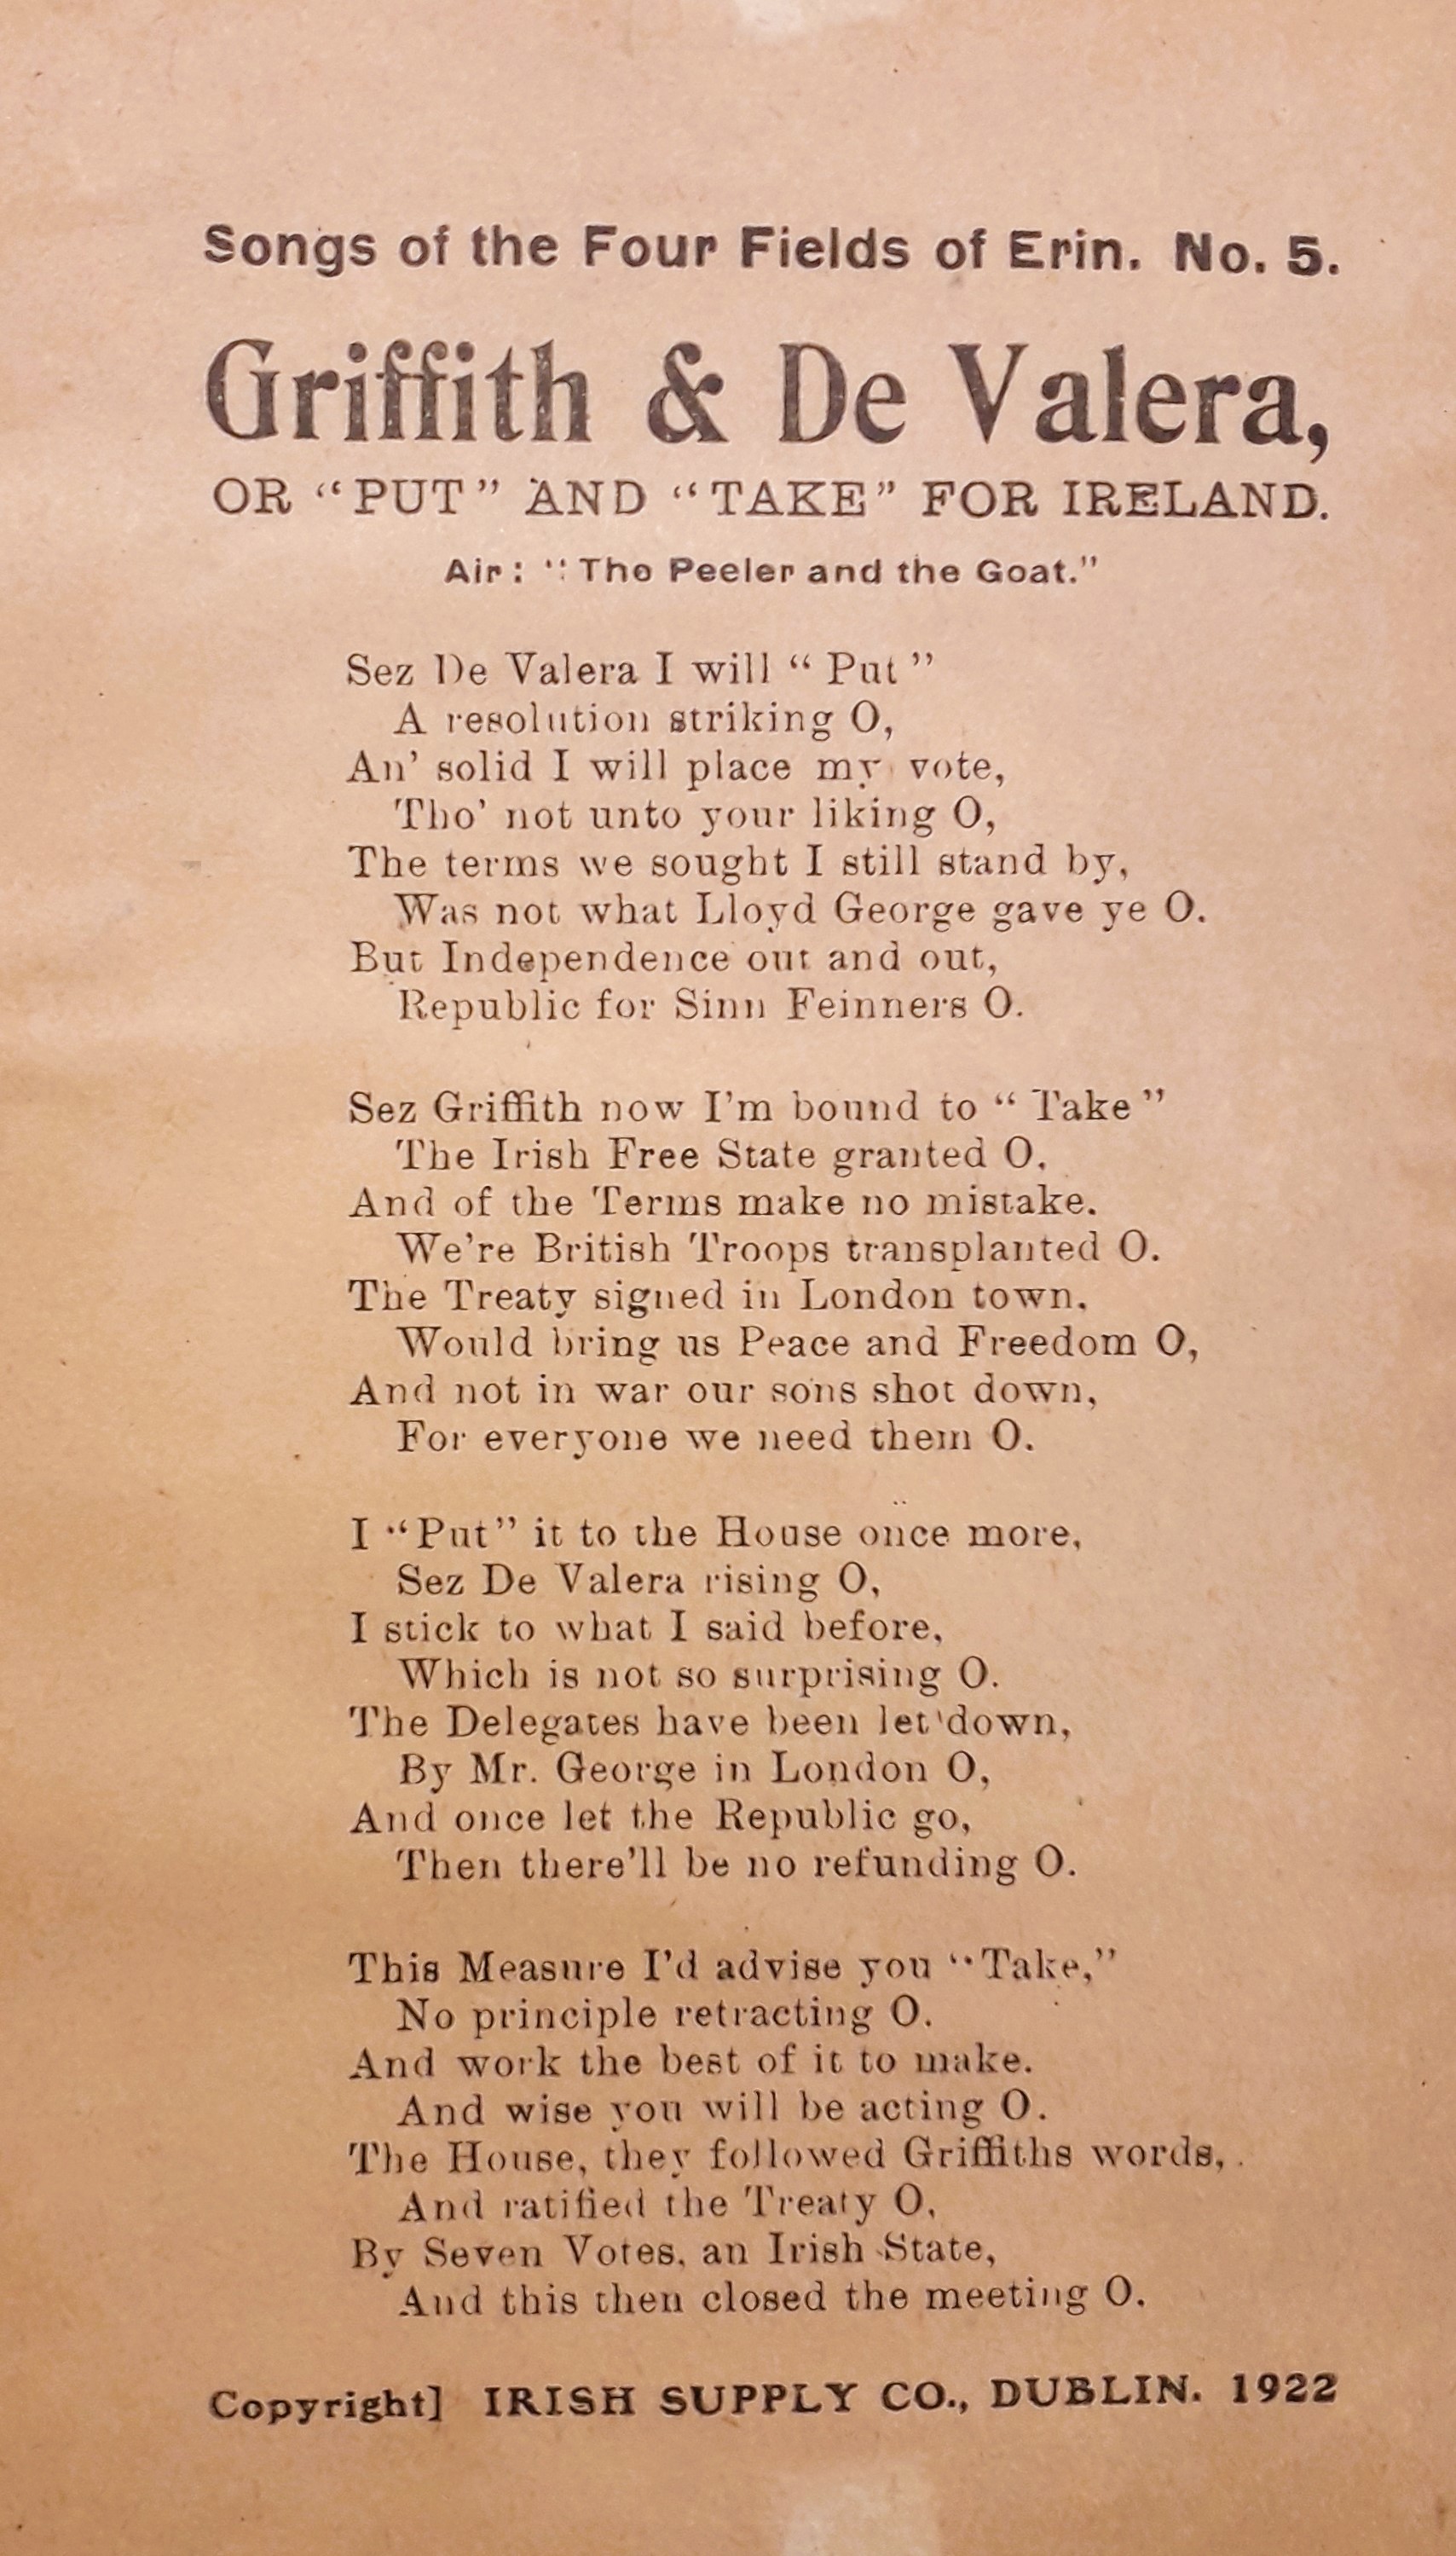 Songs of the Four Fields of Erin. No. 5.
Griffith & De Valera,
OR "PUT" AND "TAKE" FOR IRELAND.
Air: "The Peeler and the Goat."
Sez De Valera I will "Put"
A resolution striking O,
An' solid I will place my vote,
Tho' not unto your liking O,
The terms we sought I still stand by,
Was not what Lloyd George gave ye O.
But Independence out and out,
Republic for Sinn Feinners O.
Sez Griffith now I'm bound to "Take"
The Irish Free State granted O,
And of the Terms make no mistake.
We're British Troops transplanted O.
The Treaty signed in London town,
Would bring us Peace and Freedom O,
And not in war our sons shot down,
For everyone we need them O.
I "Put" it to the House once more,
Sez De Valera rising O,
I stick to what I said before,
Which is not so surprising O.
The Delegates have been let down,
By Mr. George in London O,
And once let the Republic go,
Then there'll be no refunding O.
This Measure I'd advise you "Take,"
No principle retracting O.
And work the best of it to make.
And wise you will be acting O.
The House, they followed Griffiths words,
And ratified the Treaty O,
By Seven Votes, an Irish State,
And this then closed the meeting O.
Copyright] IRISH SUPPLY CO., DUBLIN. 1922